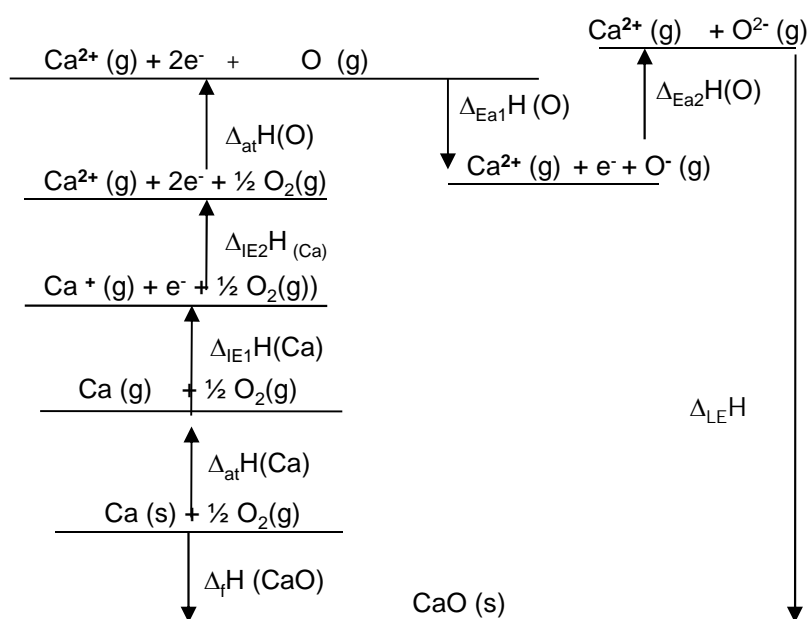 Ca²⁺ (g) + O²⁻ (g)
Ca²⁺ (g) + 2e⁻ + O (g)
Δ_Ea1H (O)
Δ_Ea2H(O)
Δ_atH(O)
Ca²⁺ (g) + e⁻ + O⁻ (g)
Ca²⁺ (g) + 2e⁻ + ½ O₂(g)
Δ_IE2H (Ca)
Ca ⁺ (g) + e⁻ + ½ O₂(g))
Δ_IE1H(Ca)
Ca (g) + ½ O₂(g)
Δ_LEH
Δ_atH(Ca)
Ca (s) + ½ O₂(g)
Δ_fH (CaO)
CaO (s)